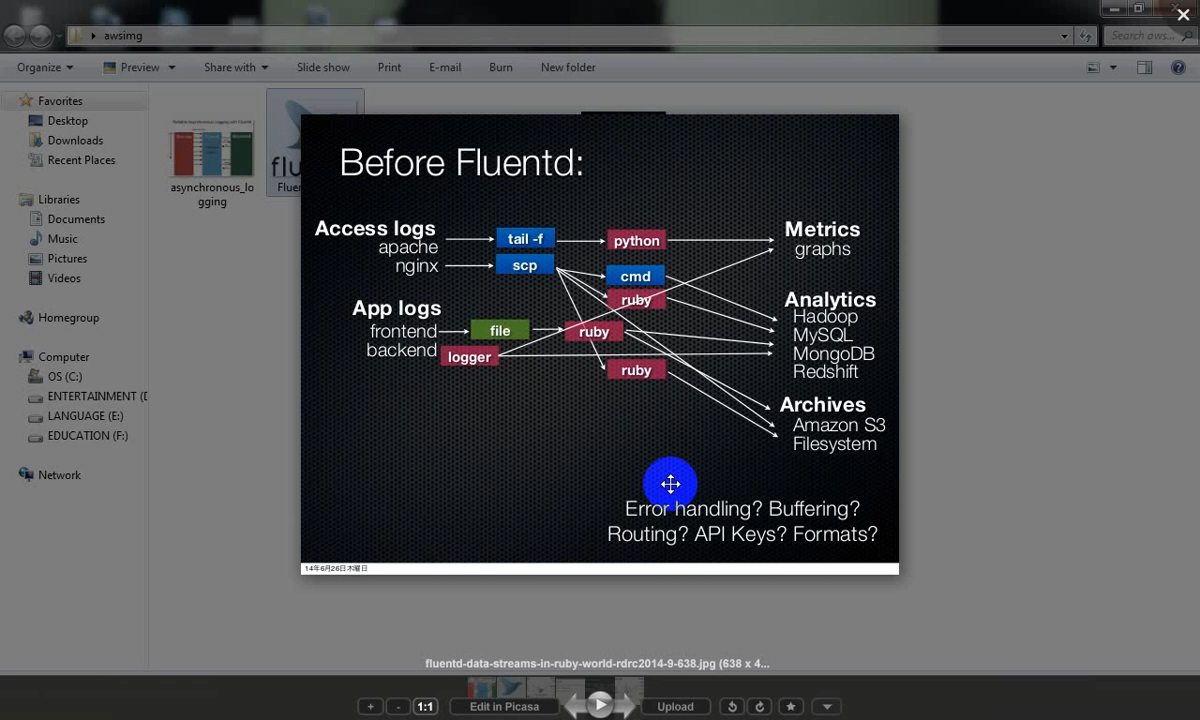 awsimg
Search aws...
Organize
Preview
Share with
Slide show
Print
E-mail
Burn
New folder
Favorites
Desktop
Downloads
Recent Places
Libraries
Documents
Music
Pictures
Videos
Homegroup
Computer
OS (C:)
ENTERTAINMENT (D
LANGUAGE (E:)
EDUCATION (F:)
Network
asynchronous_lo
gging
flu
Fluen
Before Fluentd:
Access logs
apache
nginx
App logs
frontend
backend
tail -f
scp
file
logger
python
cmd
ruby
ruby
ruby
Metrics
graphs
Analytics
Hadoop
MySQL
MongoDB
Redshift
Archives
Amazon S3
Filesystem
Error handling? Buffering?
Routing? API Keys? Formats?
14年6月26日木曜日
fluentd-data-streams-in-ruby-world-rdrc2014-9-638.jpg (638 x 4...
+
-
1:1
Edit in Picasa
Upload